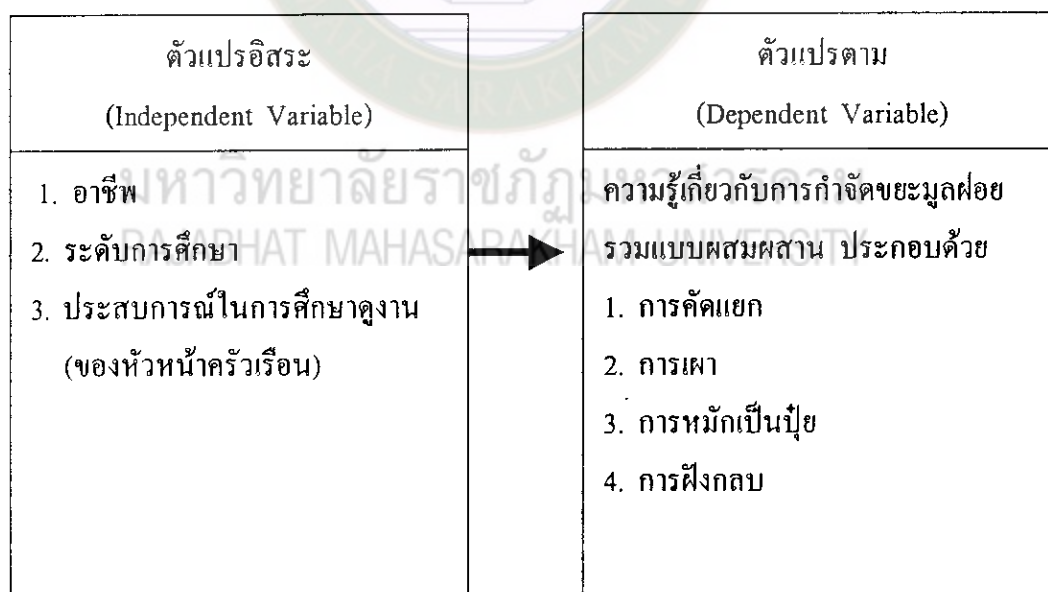 ตัวแปรอิสระ
(Independent Variable)
1. อาชีพ
2. ระดับการศึกษา
3. ประสบการณ์ในการศึกษาดูงาน
(ของหัวหน้าครัวเรือน)
ตัวแปรตาม
(Dependent Variable)
ความรู้เกี่ยวกับการกำจัดขยะมูลฝอย
รวมแบบผสมผสาน ประกอบด้วย
1. การคัดแยก
2. การเผา
3. การหมักเป็นปุ๋ย
4. การฝังกลบ
มหาวิทยาลัยราชภัฏมหาสารคาม
RAJABHAT MAHASARAKHAM UNIVERSITY
SARAKHAM